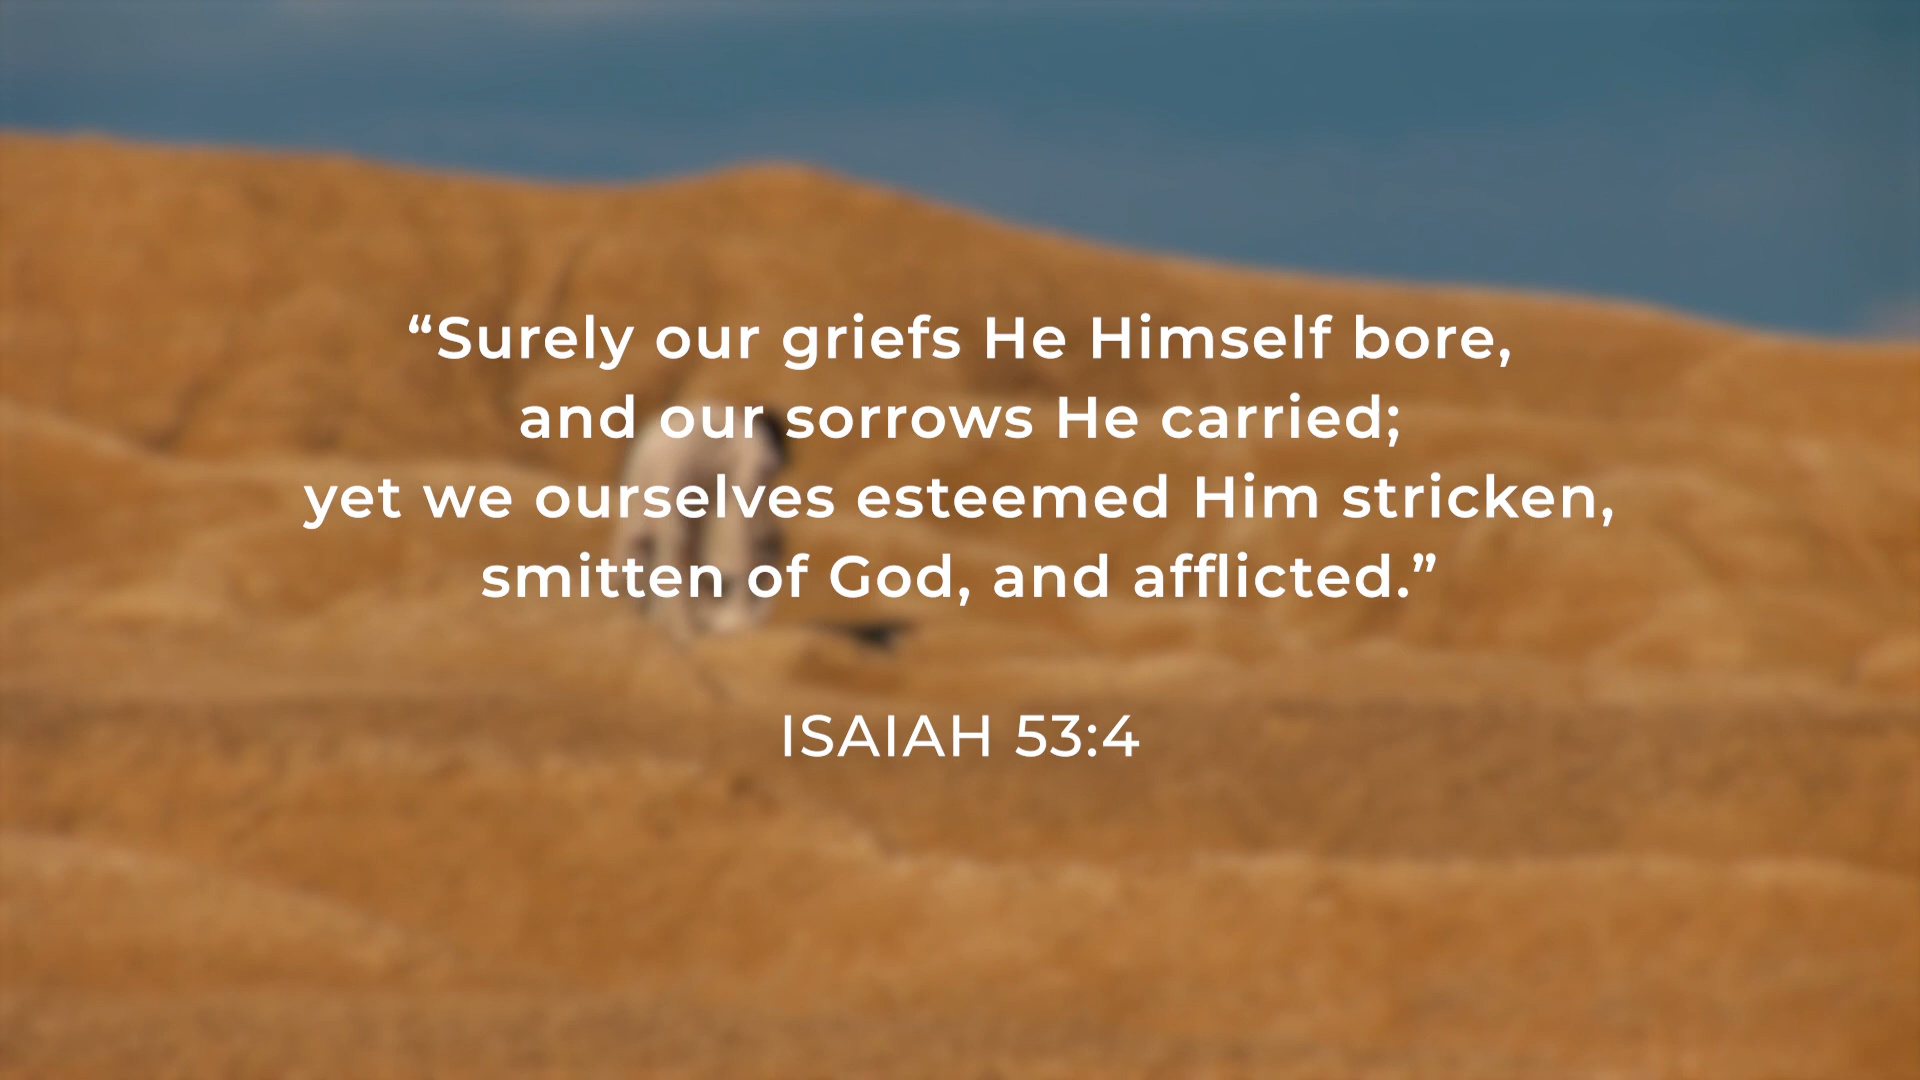 “Surely our griefs He Himself bore,
and our sorrows He carried;
yet we ourselves esteemed Him stricken,
smitten of God, and afflicted.”
ISAIAH 53:4